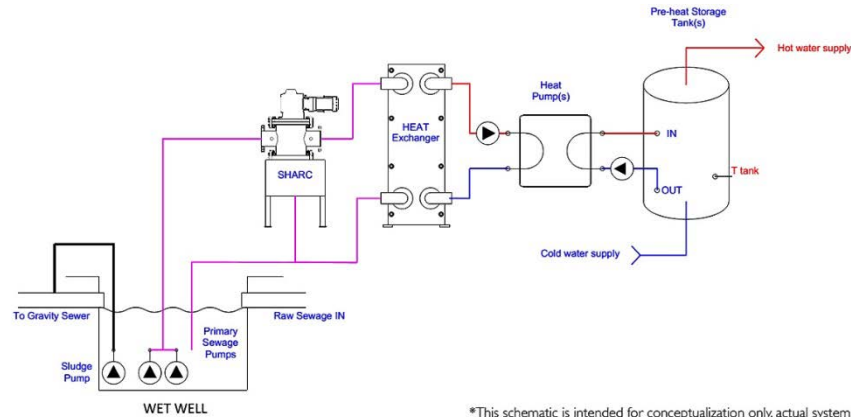 Pre-heat Storage
Tank(s)
Hot water supply
Heat
Pump(s)
HEAT
Exchanger
IN
SHARC
T tank
OUT
Cold water supply
To Gravity Sewer
Raw Sewage IN
Primary
Sewage
Pumps
Sludge
Pump
WET WELL
*This schematic is intended for conceptualization only, actual system